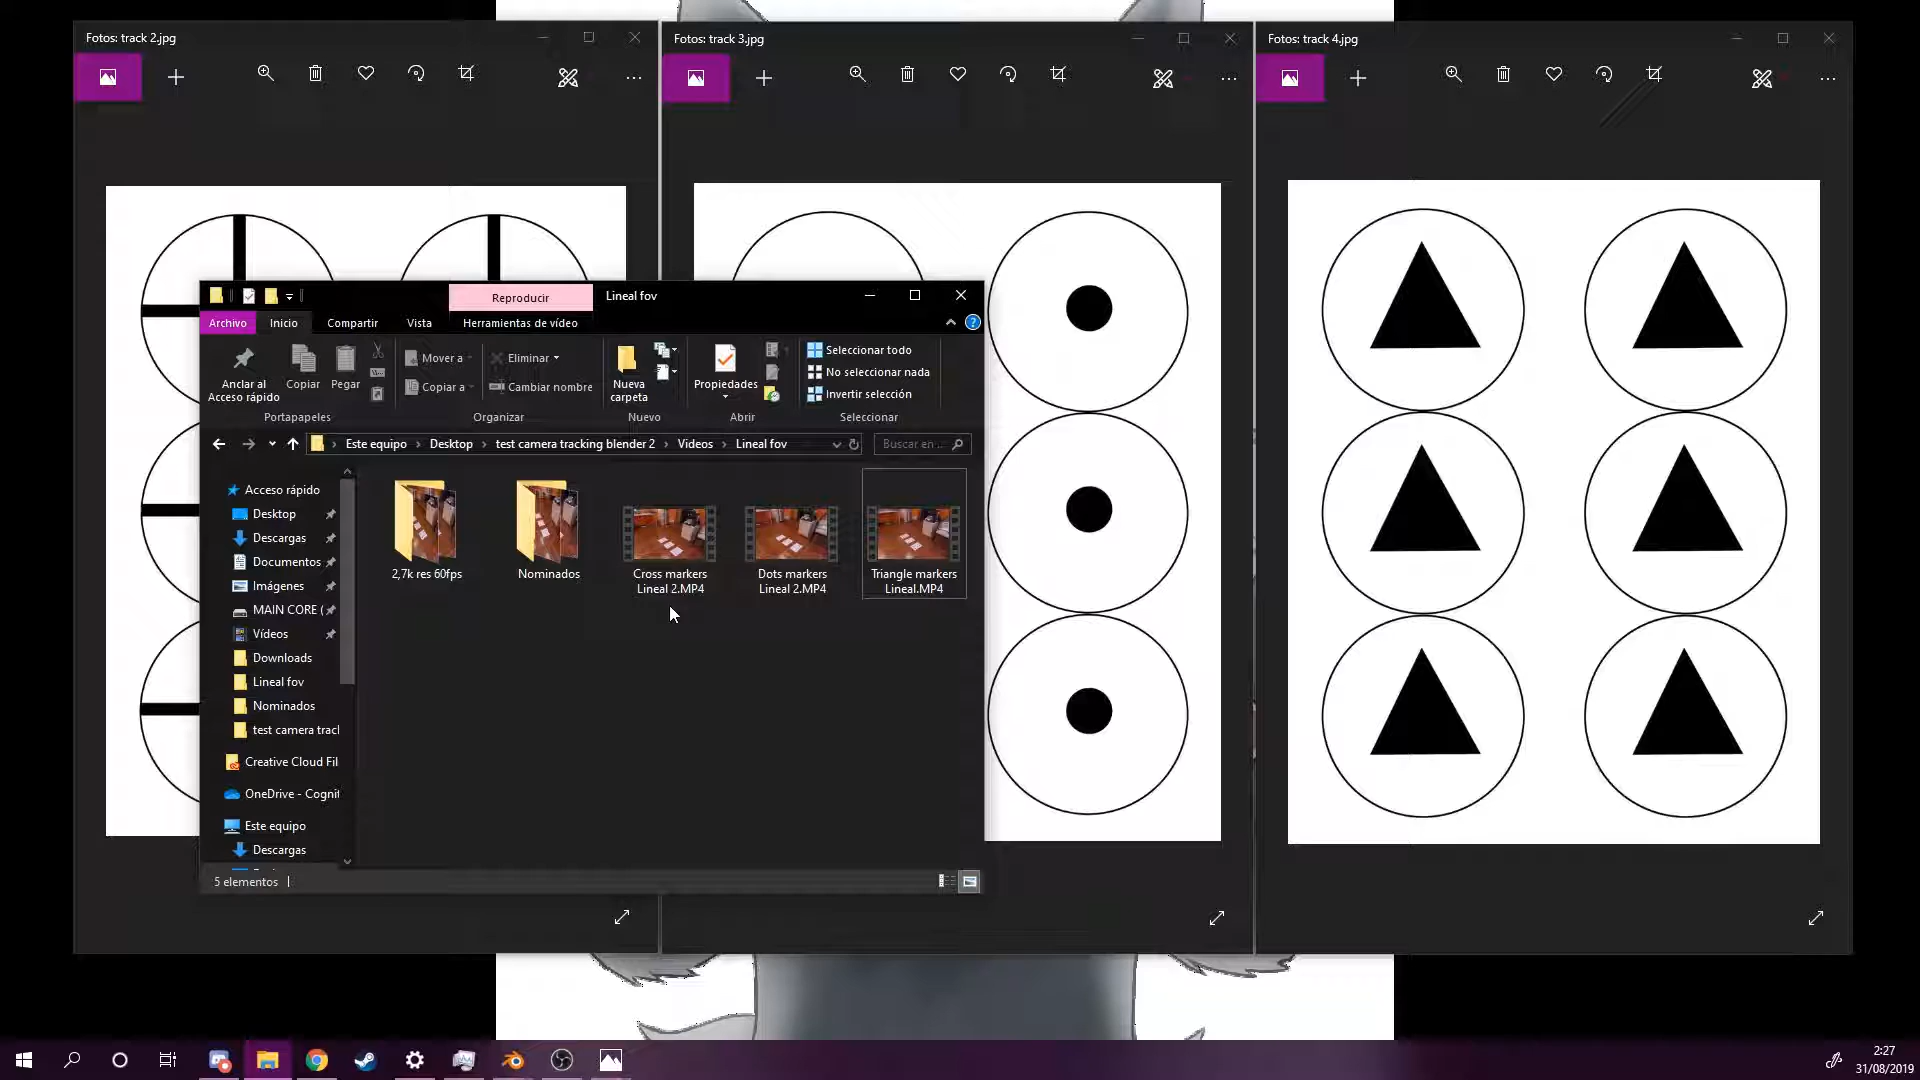 Fotos: track 2.jpg
Fotos: track 3.jpg
Fotos: track 4.jpg
Reproducir
Lineal fov
Archivo
Inicio
Compartir
Vista
Herramientas de vídeo
Anclar al
Acceso rápido
Copiar
Pegar
Mover a
Copiar a
Eliminar
Cambiar nombre
Nueva
carpeta
Propiedades
Seleccionar todo
No seleccionar nada
Invertir selección
Portapapeles
Organizar
Nuevo
Abrir
Seleccionar
Este equipo > Desktop > test camera tracking blender 2 > Videos > Lineal fov
Buscar en ...
Acceso rápido
Desktop
Descargas
Documentos
Imágenes
MAIN CORE (
Vídeos
Downloads
Lineal fov
Nominados
test camera tracl
Creative Cloud Fil
OneDrive - Cognit
Este equipo
Descargas
2,7k res 60fps
Nominados
Cross markers
Lineal 2.MP4
Dots markers
Lineal 2.MP4
Triangle markers
Lineal.MP4
5 elementos
2:27
31/08/2019